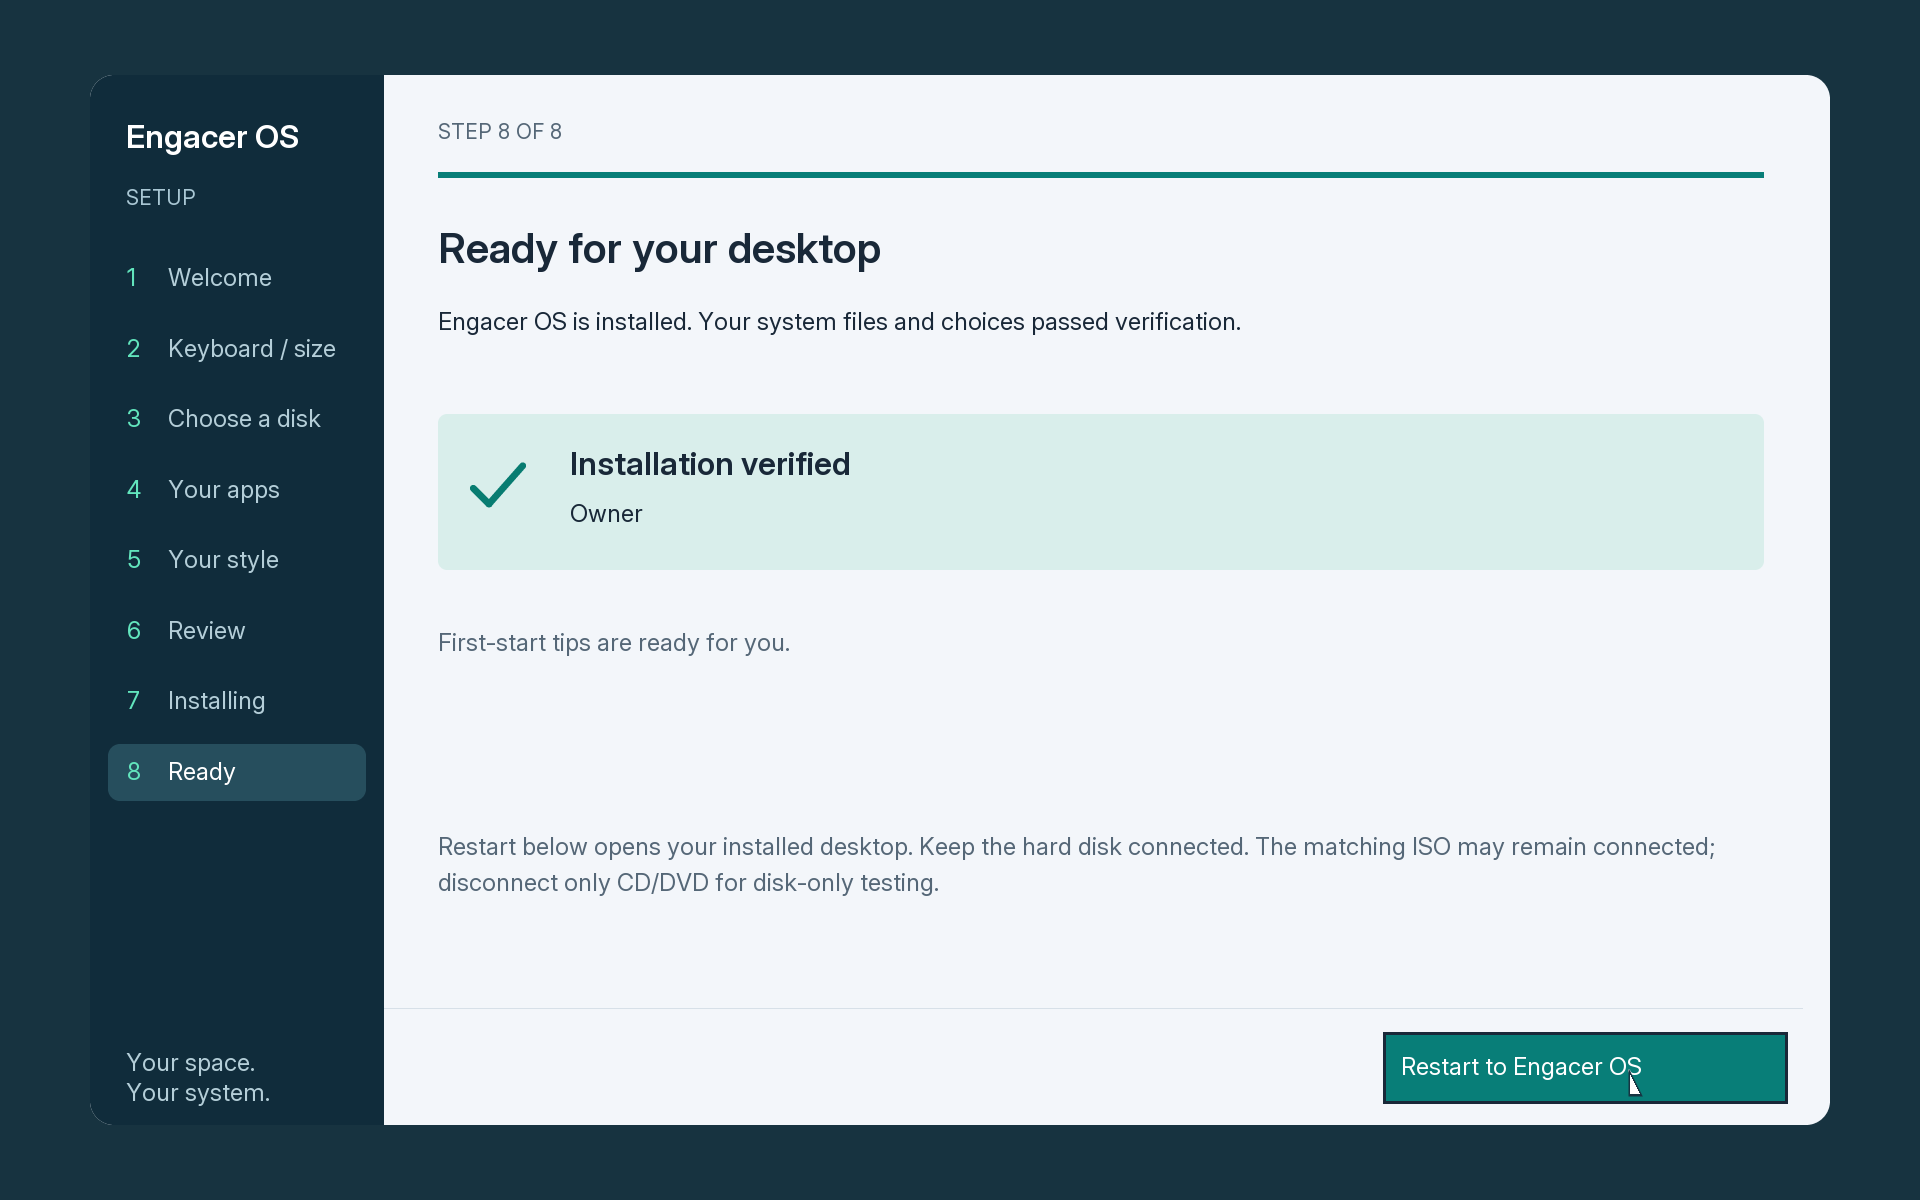 Engacer OS
SETUP
1 Welcome
2 Keyboard / size
3 Choose a disk
4 Your apps
5 Your style
6 Review
7 Installing
8 Ready
Your space.
Your system.
STEP 8 OF 8
Ready for your desktop
Engacer OS is installed. Your system files and choices passed verification.
Installation verified
Owner
First-start tips are ready for you.
Restart below opens your installed desktop. Keep the hard disk connected. The matching ISO may remain connected;
disconnect only CD/DVD for disk-only testing.
Restart to Engacer OS